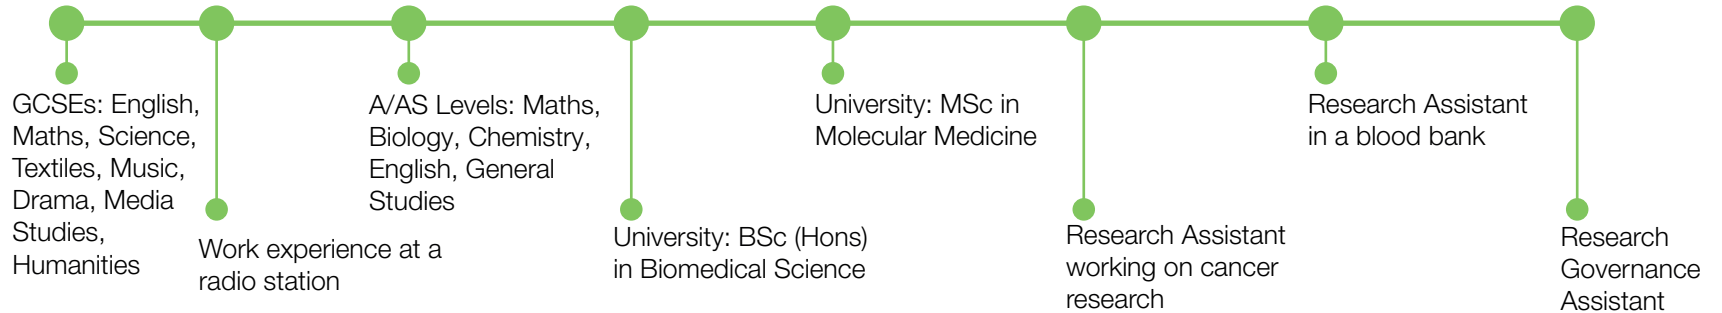 GCSEs: English,
Maths, Science,
Textiles, Music,
Drama, Media
Studies,
Humanities
Work experience at a
radio station
A/AS Levels: Maths,
Biology, Chemistry,
English, General
Studies
University: BSc (Hons)
in Biomedical Science
University: MSc in
Molecular Medicine
Research Assistant
working on cancer
research
Research Assistant
in a blood bank
Research
Governance
Assistant